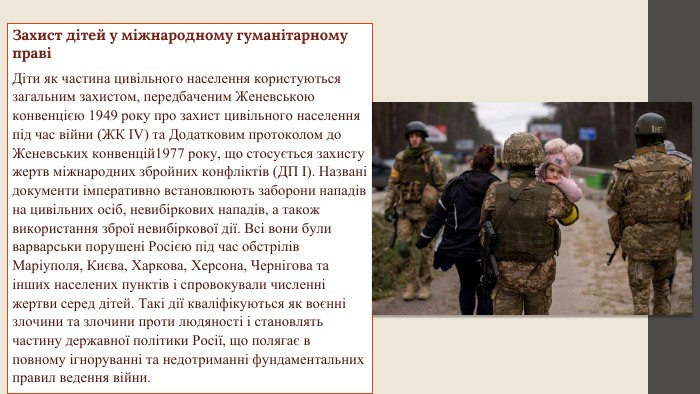 Захист дітей у міжнародному гуманітарному
праві
Діти як частина цивільного населення користуються
загальним захистом, передбаченим Женевською
конвенцією 1949 року про захист цивільного населення
під час війни (ЖК IV) та Додатковим протоколом до
Женевських конвенцій1977 року, що стосується захисту
жертв міжнародних збройних конфліктів (ДП I). Названі
документи імперативно встановлюють заборони нападів
на цивільних осіб, невибіркових нападів, а також
використання зброї невибіркової дії. Всі вони були
варварськи порушені Росією під час обстрілів
Маріуполя, Києва, Харкова, Херсона, Чернігова та
інших населених пунктів і спровокували численні
жертви серед дітей. Такі дії кваліфікуються як воєнні
злочини та злочини проти людяності і становлять
частину державної політики Росії, що полягає в
повному ігноруванні та недотриманні фундаментальних
правил ведення війни.